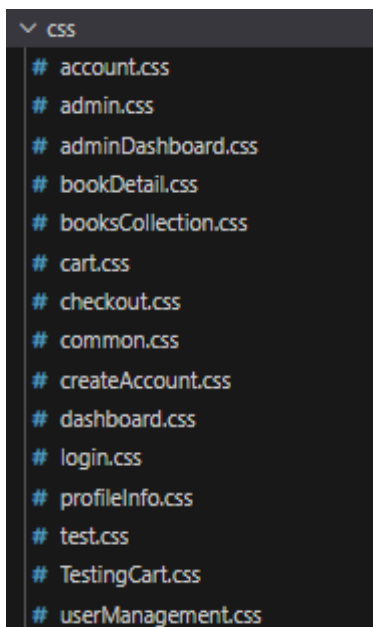 css
# account.css
# admin.css
# adminDashboard.css
# bookDetail.css
# booksCollection.css
# cart.css
# checkout.css
# common.css
# createAccount.css
# dashboard.css
# login.css
# profileInfo.css
# test.css
# TestingCart.css
# userManagement.css